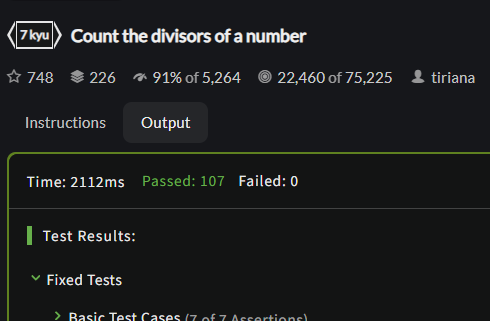 7 kyu Count the divisors of a number
748 226 91% of 5,264 22,460 of 75,225 tiriana
Instructions Output
Time: 2112ms Passed: 107 Failed: 0
Test Results:
Fixed Tests
Basic Test Cases (7 of 7 Assertions)